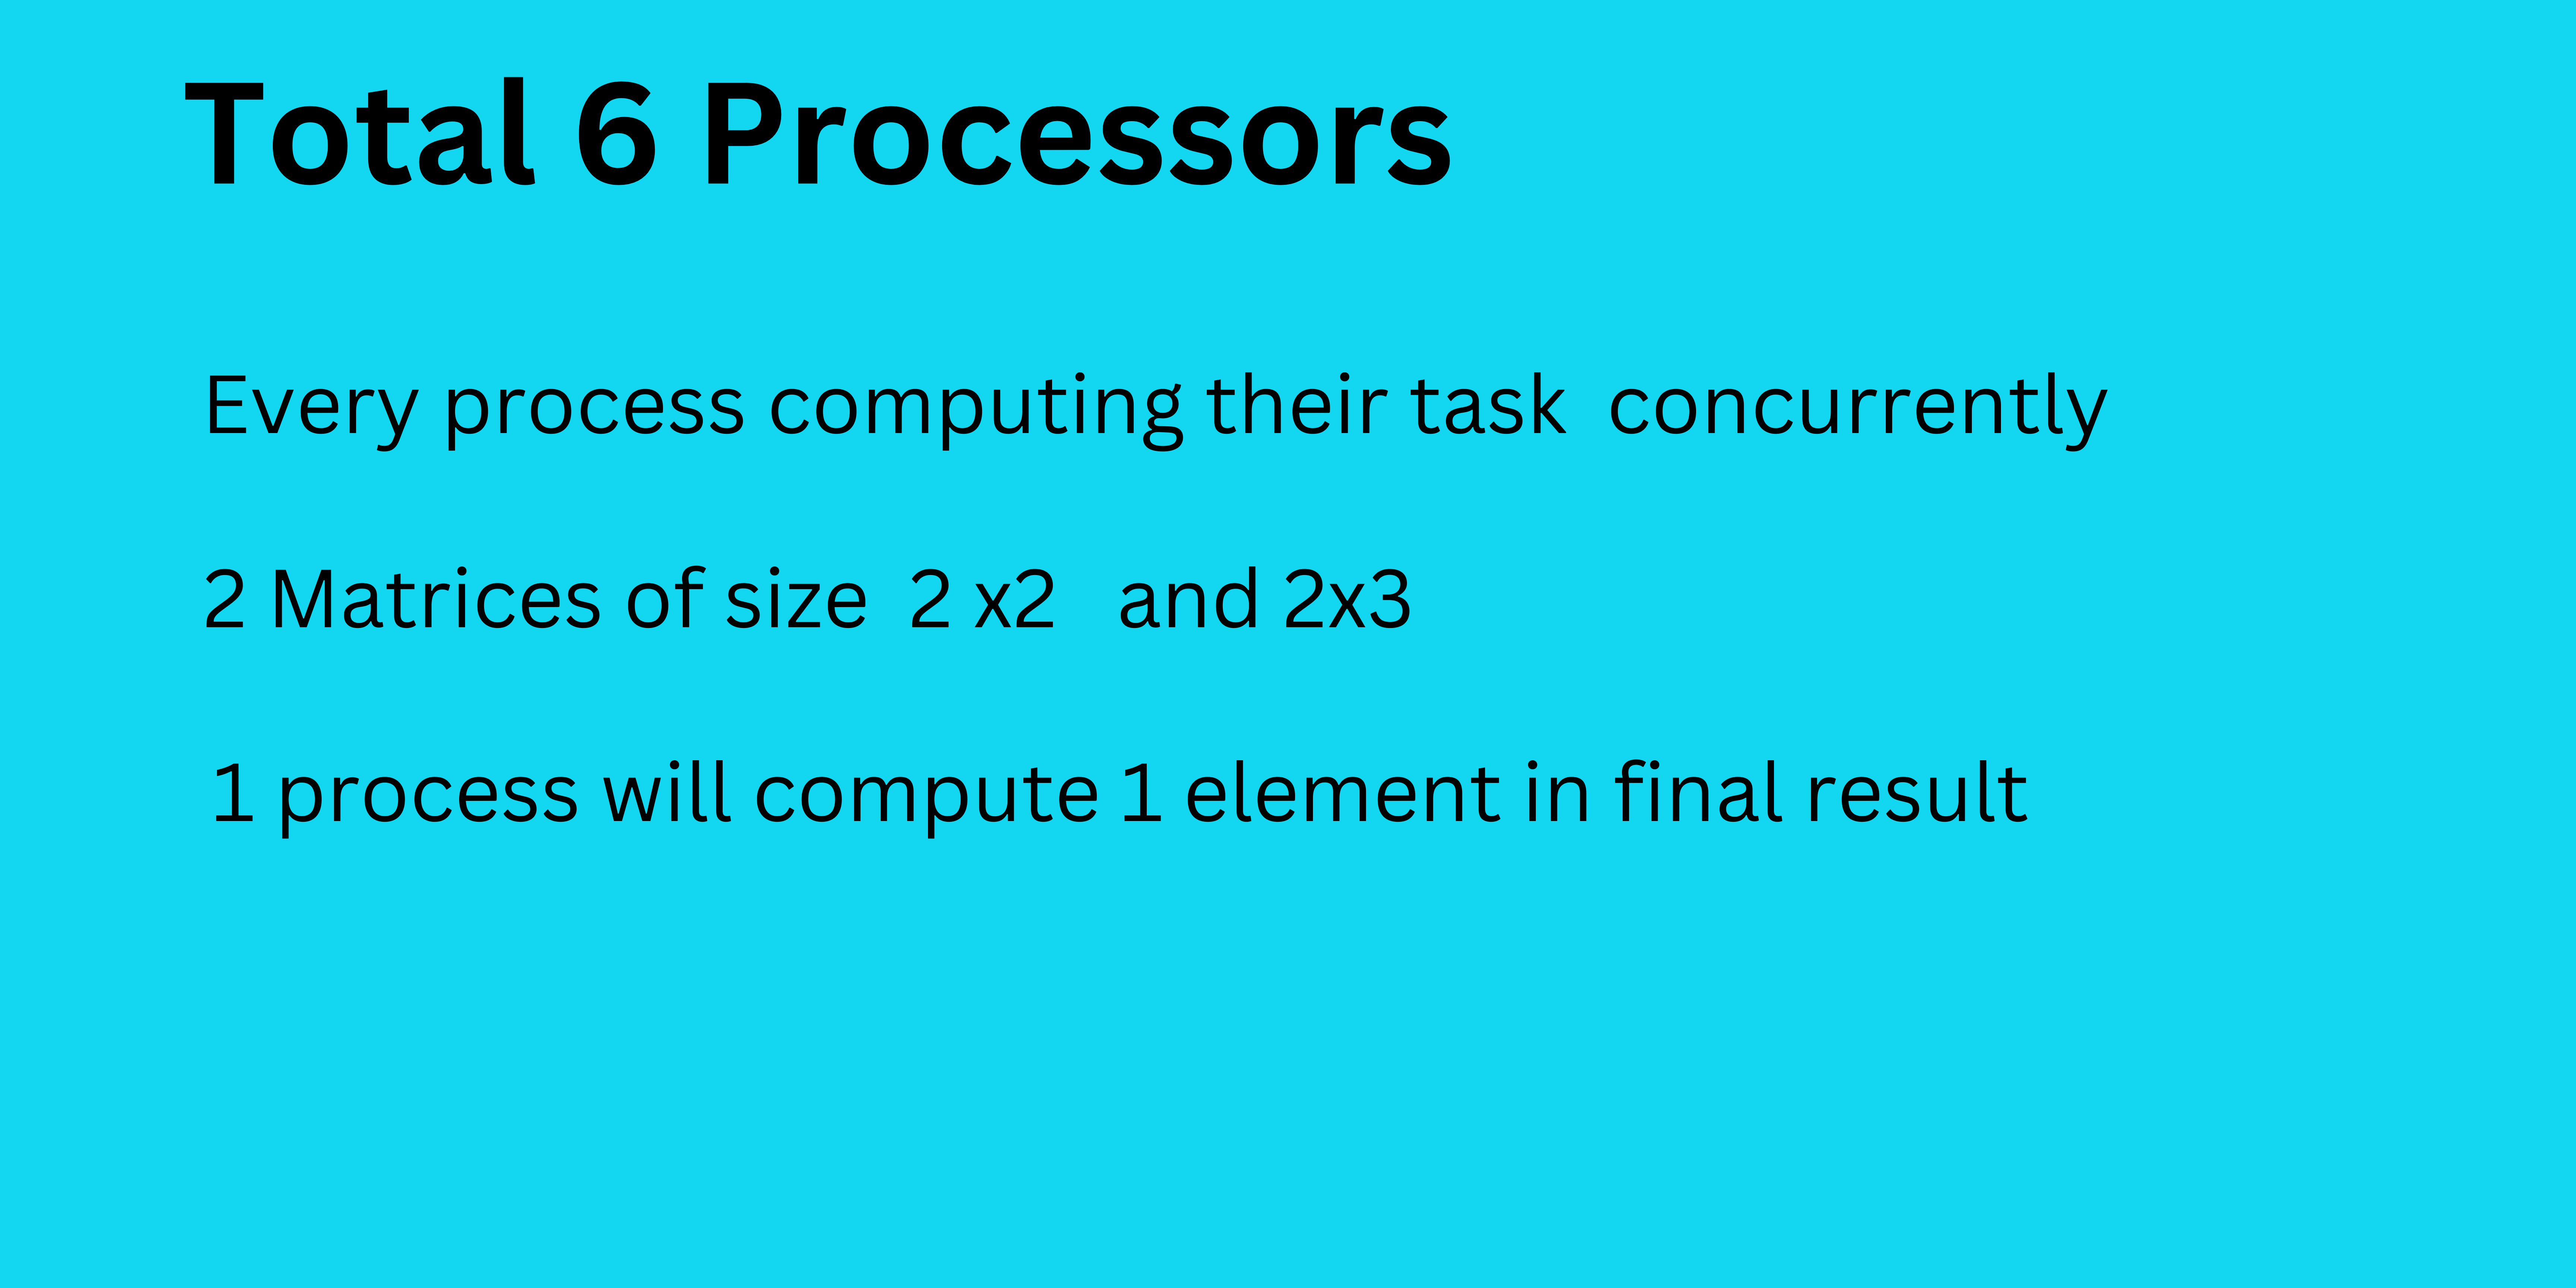 Total 6 Processors
Every process computing their task  concurrently
2 Matrices of size  2 x2   and 2x3
1 process will compute 1 element in final result